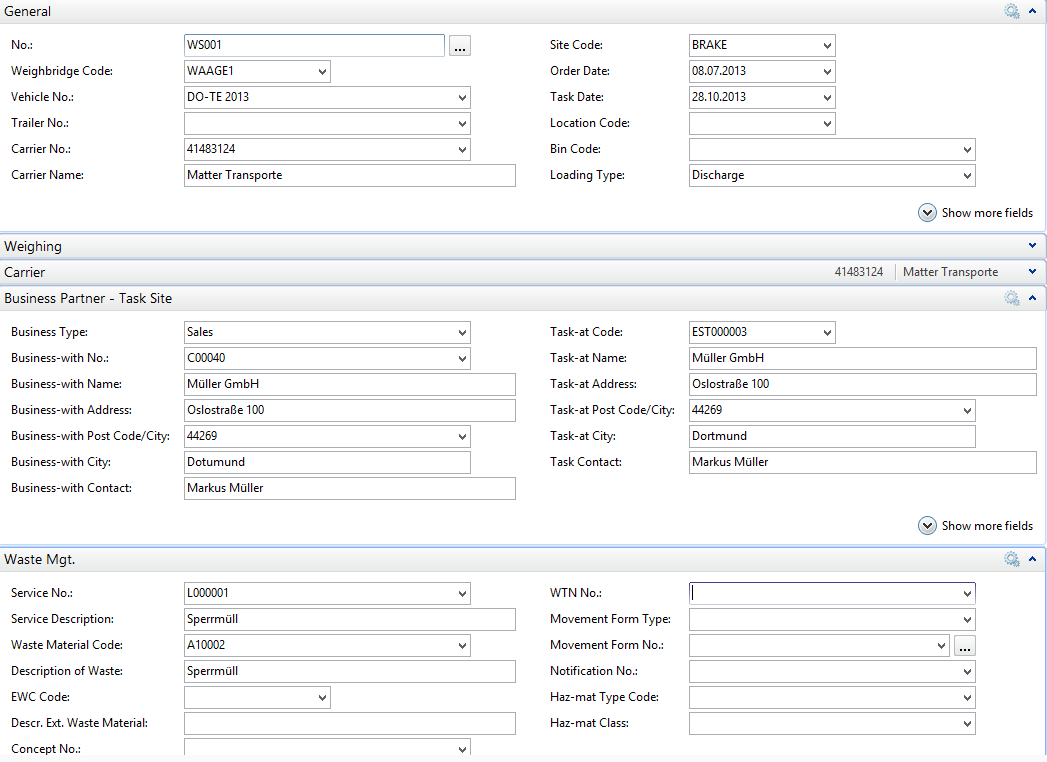 General
No.: WS001 ... Site Code: BRAKE
Weighbridge Code: WAAGE1 Order Date: 08.07.2013
Vehicle No.: DO-TE 2013 Task Date: 28.10.2013
Trailer No.: Location Code:
Carrier No.: 41483124 Bin Code:
Carrier Name: Matter Transporte Loading Type: Discharge
Show more fields
Weighing
Carrier 41483124 Matter Transporte
Business Partner - Task Site
Business Type: Sales Task-at Code: EST000003
Business-with No.: C00040 Task-at Name: Müller GmbH
Business-with Name: Müller GmbH Task-at Address: Oslostraße 100
Business-with Address: Oslostraße 100 Task-at Post Code/City: 44269
Business-with Post Code/City: 44269 Task-at City: Dortmund
Business-with City: Dotumund Task Contact: Markus Müller
Business-with Contact: Markus Müller
Show more fields
Waste Mgt.
Service No.: L000001 WTN No.:
Service Description: Sperrmüll Movement Form Type:
Waste Material Code: A10002 Movement Form No.: ...
Description of Waste: Sperrmüll Notification No.:
EWC Code: Haz-mat Type Code:
Descr. Ext. Waste Material: Haz-mat Class:
Concept No.: